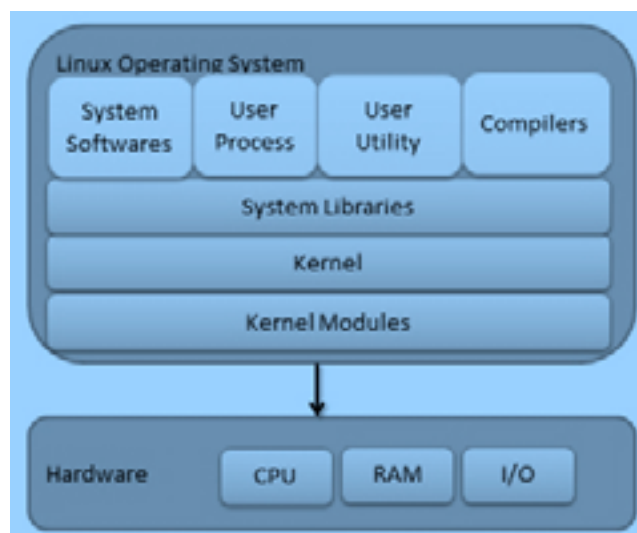 Linux Operating System
System
Softwares
User
Process
User
Utility
Compilers
System Libraries
Kernel
Kernel Modules
Hardware
CPU
RAM
I/O